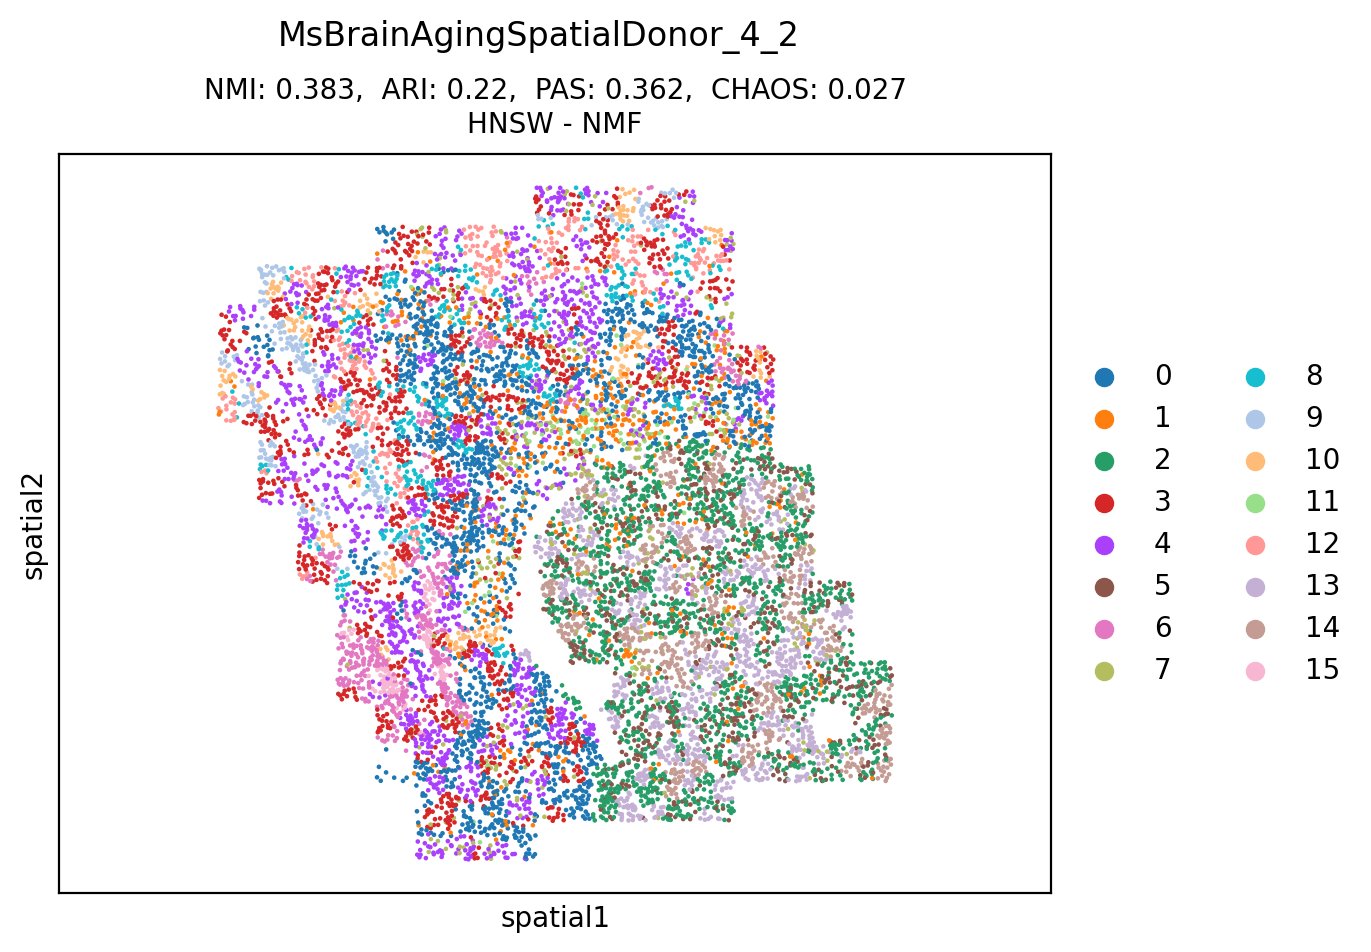 MsBrainAgingSpatialDonor_4_2
NMI: 0.383,  ARI: 0.22,  PAS: 0.362,  CHAOS: 0.027
HNSW - NMF
spatial2
spatial1
0 8
1 9
2 10
3 11
4 12
5 13
6 14
7 15